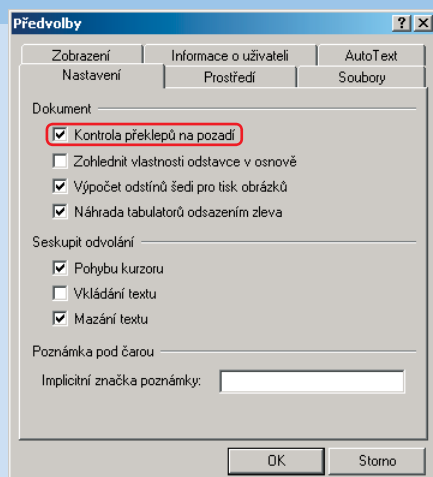 Předvolby
Zobrazení Informace o uživateli AutoText
Nastavení Prostředí Soubory
Dokument
Kontrola překlepů na pozadí
Zohlednit vlastnosti odstavce v osnově
Výpočet odstínů šedi pro tisk obrázků
Náhrada tabulatorů odsazením zleva
Seskupit odvolání
Pohybu kurzoru
Vkládání textu
Mazání textu
Poznámka pod čarou
Implicitní značka poznámky:
OK Storno